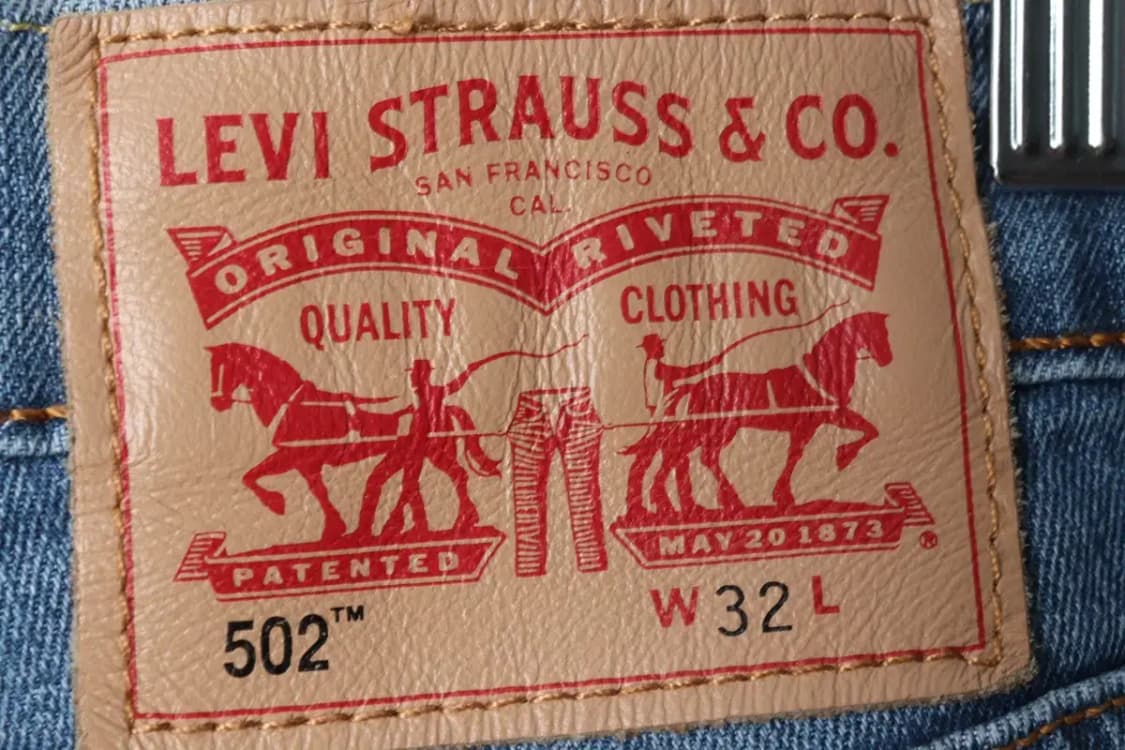 LEVI STRAUSS & CO.
SAN FRANCISCO
CAL.
ORIGINAL RIVETED
QUALITY CLOTHING
PATENTED MAY 20 1873 ®
502™ W 32 L